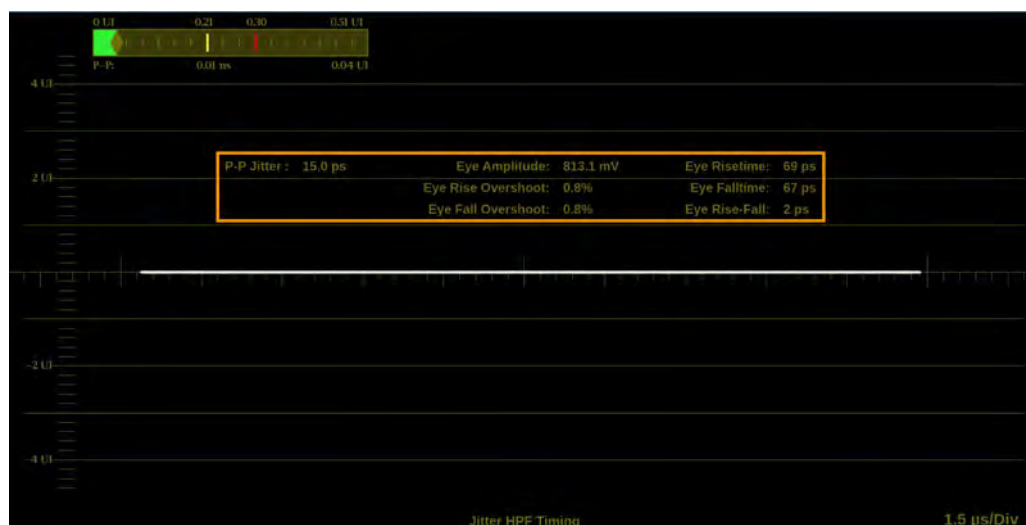 0 UI 0.21 0.30 0.51 UI
P-P: 0.01 ns 0.04 UI
4 UI
P-P Jitter : 15.0 ps Eye Amplitude: 813.1 mV Eye Risetime: 69 ps
2 UI
Eye Rise Overshoot: 0.8% Eye Falltime: 67 ps
Eye Fall Overshoot: 0.8% Eye Rise-Fall: 2 ps
-2 UI
-4 UI
Jitter HPF Timing 1.5 µs/Div